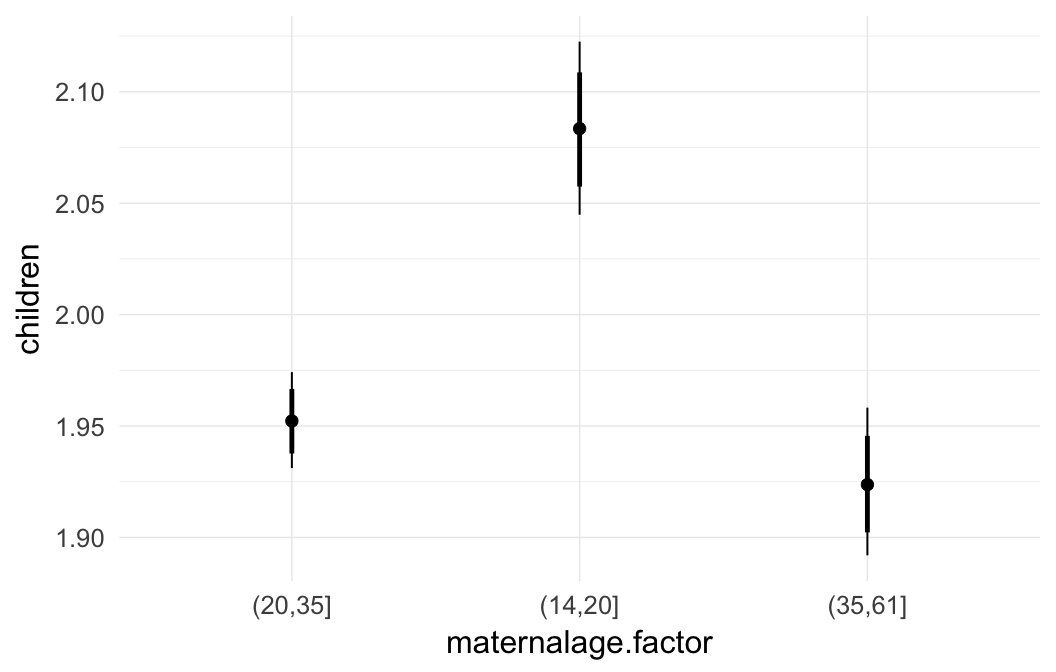 children
2.10
2.05
2.00
1.95
1.90
(20,35] (14,20] (35,61]
maternalage.factor